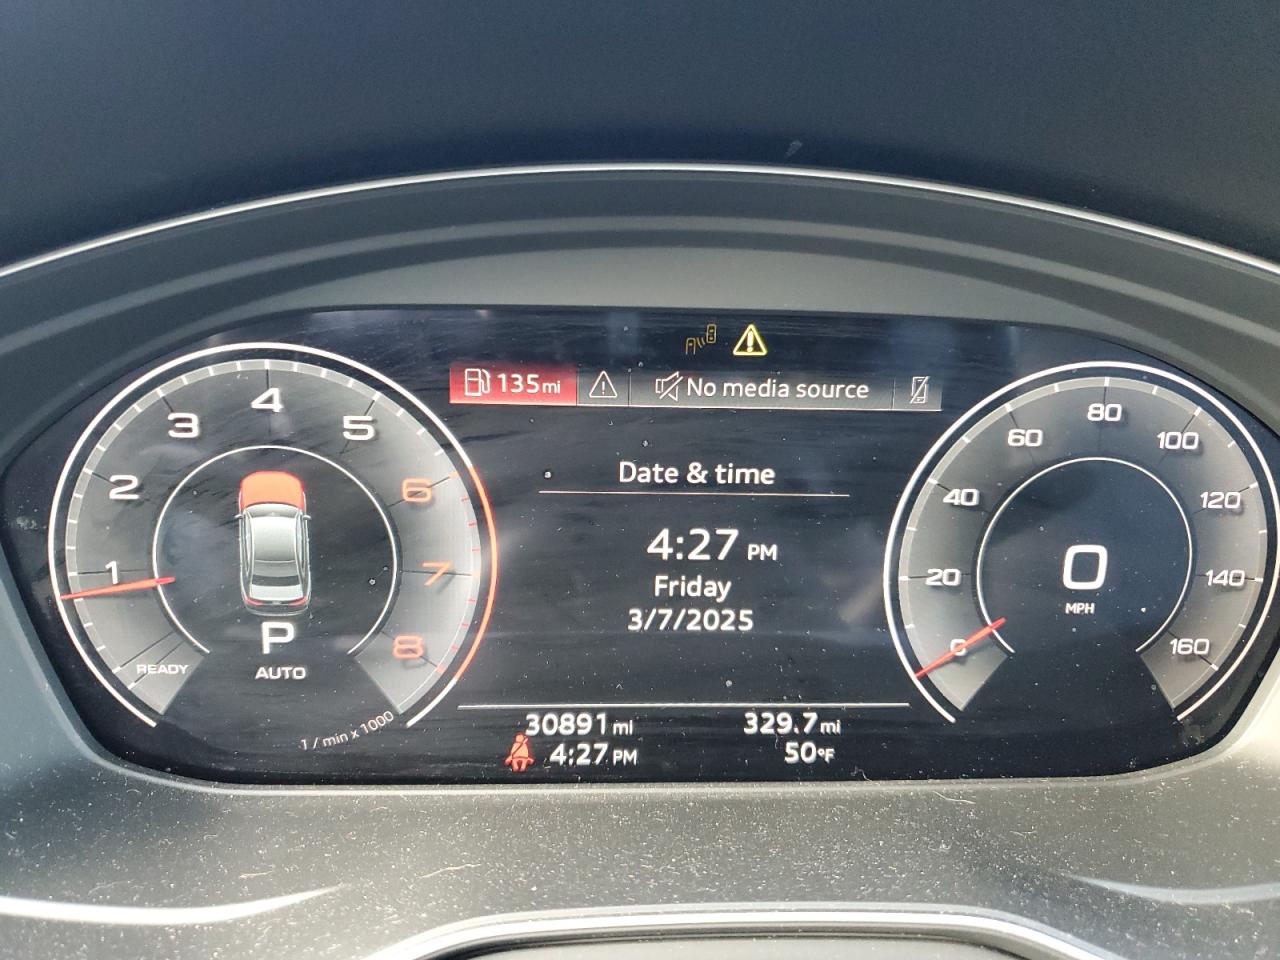 135 mi
No media source
Date & time
4:27 PM
Friday
3/7/2025
30891 mi
329.7 mi
4:27 PM
50°F
1
2
3
4
5
6
7
8
READY
P
AUTO
1 / min x 1000
0
20
40
60
80
100
120
140
160
0
MPH